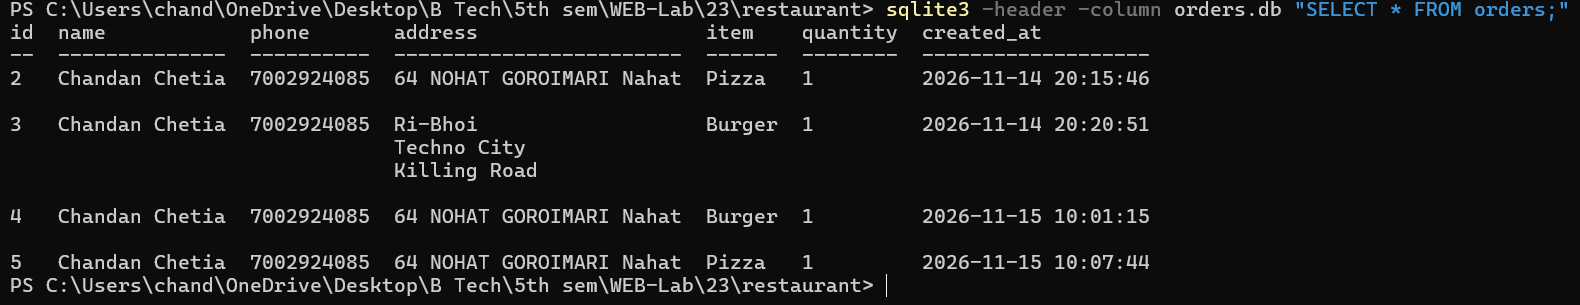 PS C:\Users\chand\OneDrive\Desktop\B Tech\5th sem\WEB-Lab\23\restaurant> sqlite3 -header -column orders.db "SELECT * FROM orders;"
id  name            phone       address                   item    quantity  created_at
--  --------------  ----------  ------------------------  ------  --------  -------------------
2   Chandan Chetia  7002924085  64 NOHAT GOROIMARI Nahat  Pizza   1         2026-11-14 20:15:46
3   Chandan Chetia  7002924085  Ri-Bhoi                   Burger  1         2026-11-14 20:20:51
                            Techno City
                            Killing Road
4   Chandan Chetia  7002924085  64 NOHAT GOROIMARI Nahat  Burger  1         2026-11-15 10:01:15
5   Chandan Chetia  7002924085  64 NOHAT GOROIMARI Nahat  Pizza   1         2026-11-15 10:07:44
PS C:\Users\chand\OneDrive\Desktop\B Tech\5th sem\WEB-Lab\23\restaurant>